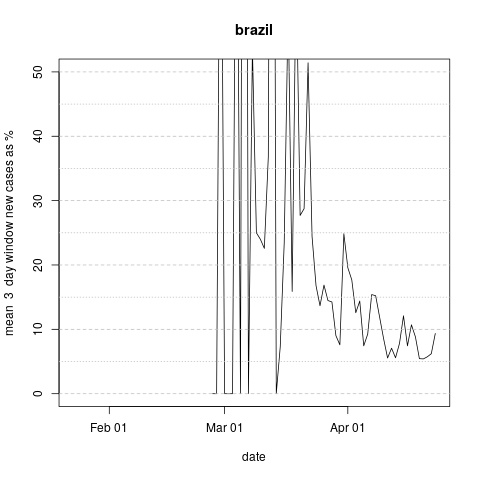 brazil
mean 3 day window new cases as %
50
40
30
20
10
0
Feb 01
Mar 01
Apr 01
date